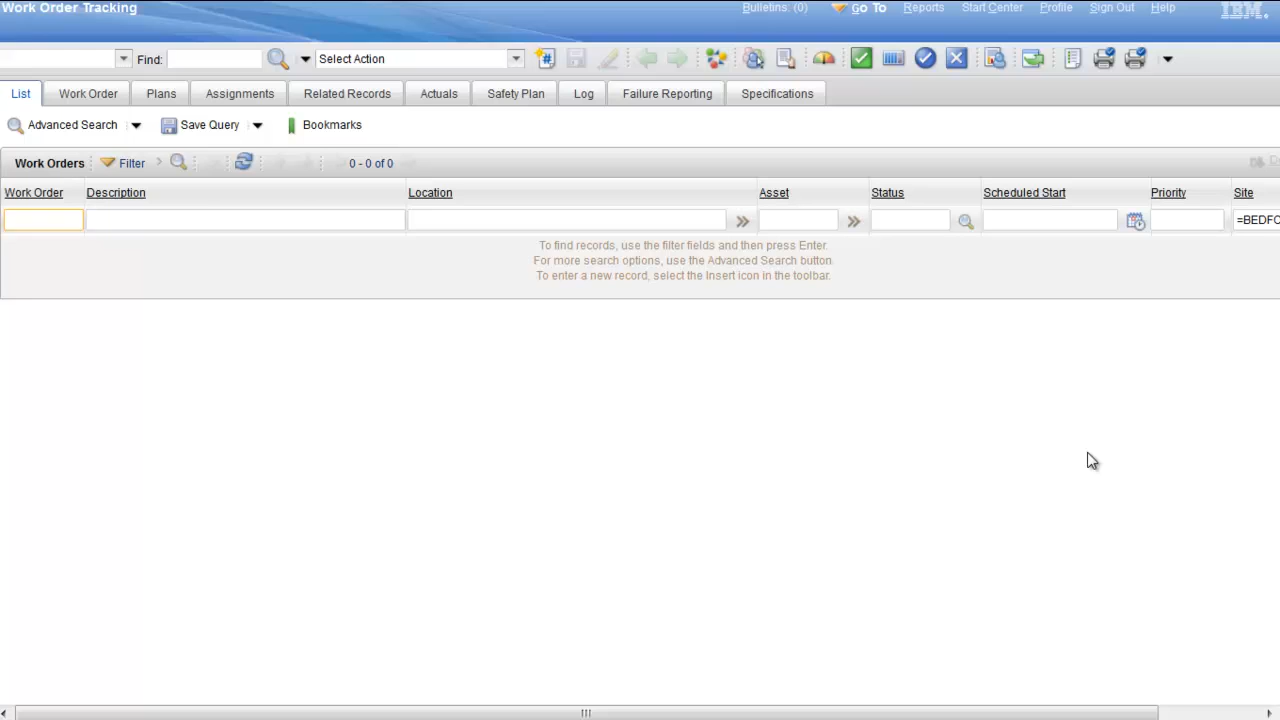 Work Order Tracking
Bulletins: (0) Go To Reports Start Center Profile Sign Out Help IBM.
Find: Select Action
List Work Order Plans Assignments Related Records Actuals Safety Plan Log Failure Reporting Specifications
Advanced Search Save Query Bookmarks
Work Orders Filter 0 - 0 of 0
Work Order Description Location Asset Status Scheduled Start Priority Site
=BEDFO
To find records, use the filter fields and then press Enter.
For more search options, use the Advanced Search button.
To enter a new record, select the Insert icon in the toolbar.